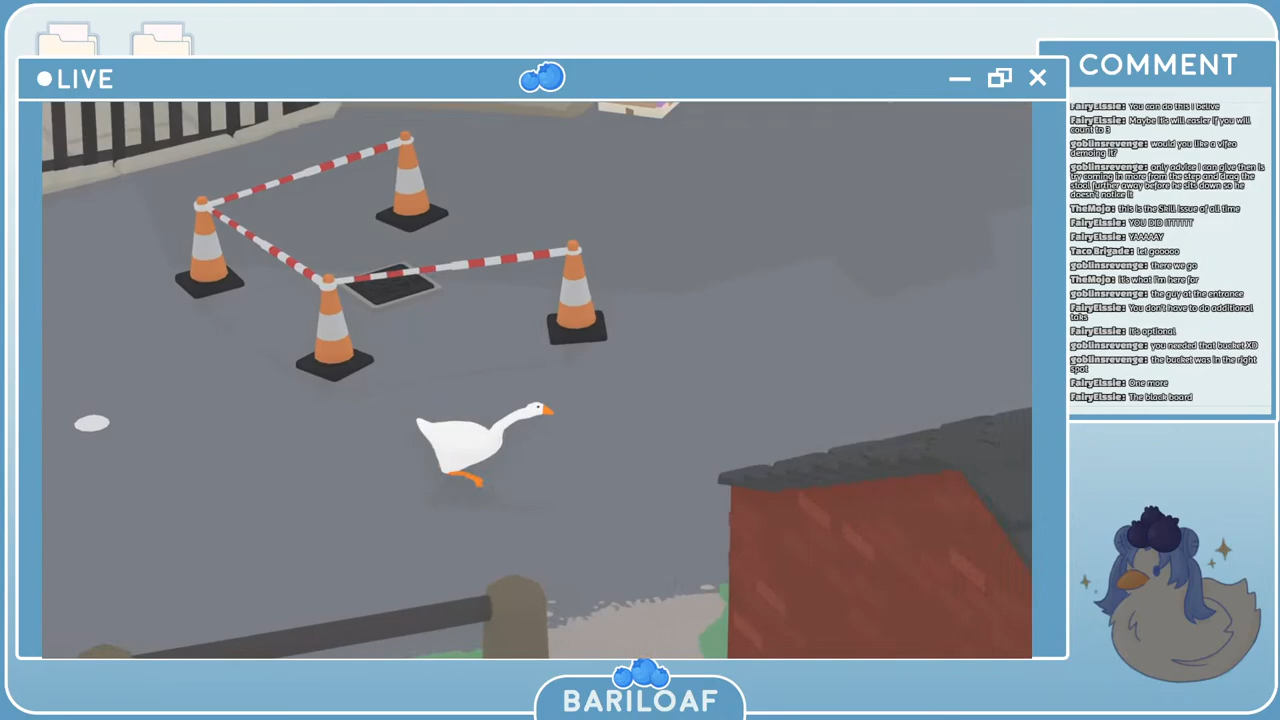 LIVE
COMMENT
FairyElssie: You can do this I belive
FairyElssie: Maybe it's will easier if you will
count to 3
goblinsrevenge: would you like a video
demoing it?
goblinsrevenge: only advice I can give then is
try coming in more from the step and drag the
stool further away before he sits down so he
doesn't notice it
TheMojo: this is the Skill Issue of all time
FairyElssie: YOU DID ITTTTTT
FairyElssie: YAAAAAY
Taco Brigade: let gooooo
goblinsrevenge: there we go
TheMojo: it's what I'm here for
goblinsrevenge: the guy at the entrance
FairyElssie: You don't have to do additional
taks
FairyElssie: It's optional
goblinsrevenge: you needed that bucket XD
goblinsrevenge: the bucket was in the right
spot
FairyElssie: One more
FairyElssie: The black board
BARILOAF